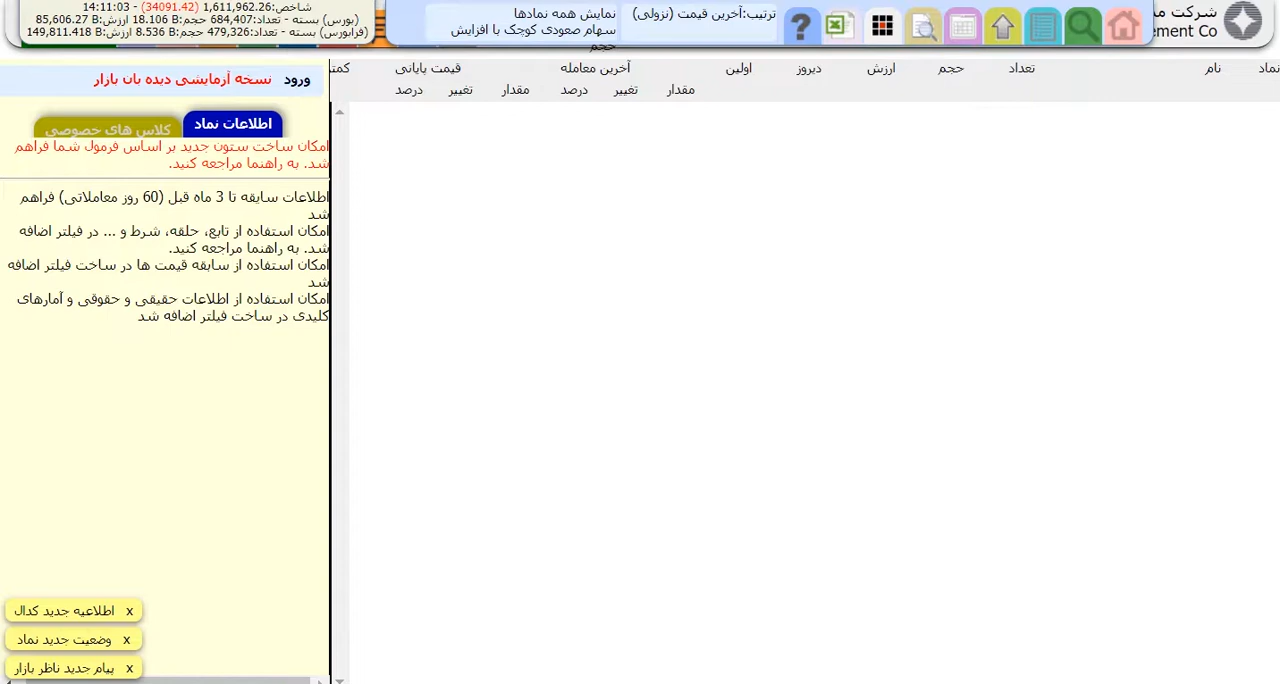 شرکت مد
ement Co
ترتیب:آخرین قیمت (نزولی)
نمایش همه نمادها
سهام صعودی کوچک با افزایش
حجم
شاخص:1,611,962.26 (34091.42) - 14:11:03
(بورس) بسته - تعداد:684,407 حجم:18.106 B ارزش:85,606.27 B
(فرابورس) بسته - تعداد:479,326 حجم:8.536 B ارزش:149,811.418 B
نماد نام تعداد حجم ارزش دیروز اولین آخرین معامله قیمت پایانی کمتر
مقدار تغییر درصد مقدار تغییر درصد
ورود نسخه آزمایشی دیده بان بازار
اطلاعات نماد کلاس های خصوصی
امکان ساخت ستون جدید بر اساس فرمول شما فراهم
شد. به راهنما مراجعه کنید.
اطلاعات سابقه تا 3 ماه قبل (60 روز معاملاتی) فراهم
شد
امکان استفاده از تابع، حلقه، شرط و ... در فیلتر اضافه
شد. به راهنما مراجعه کنید.
امکان استفاده از سابقه قیمت ها در ساخت فیلتر اضافه
شد
امکان استفاده از اطلاعات حقیقی و حقوقی و آمارهای
کلیدی در ساخت فیلتر اضافه شد
x اطلاعیه جدید کدال
x وضعیت جدید نماد
x پیام جدید ناظر بازار